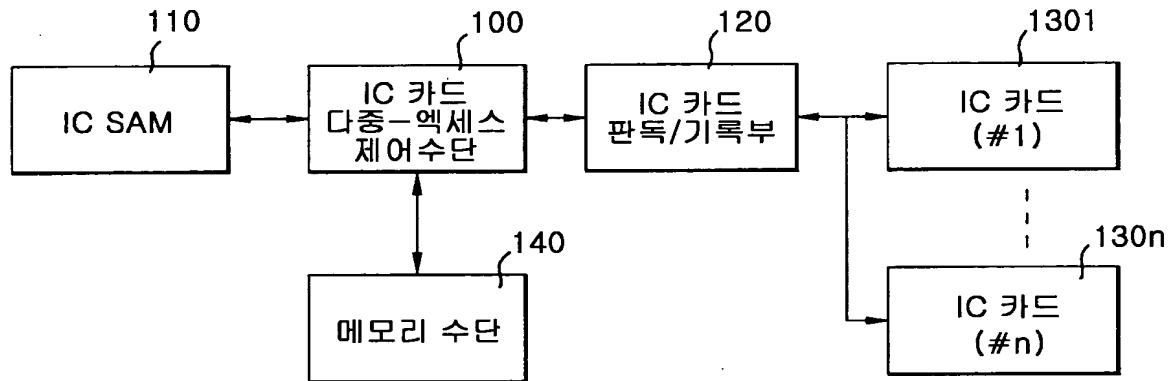 110
100
120
1301
IC SAM
IC 카드
다중-엑세스
제어수단
IC 카드
판독/기록부
IC 카드
(#1)
140
메모리 수단
130n
IC 카드
(#n)